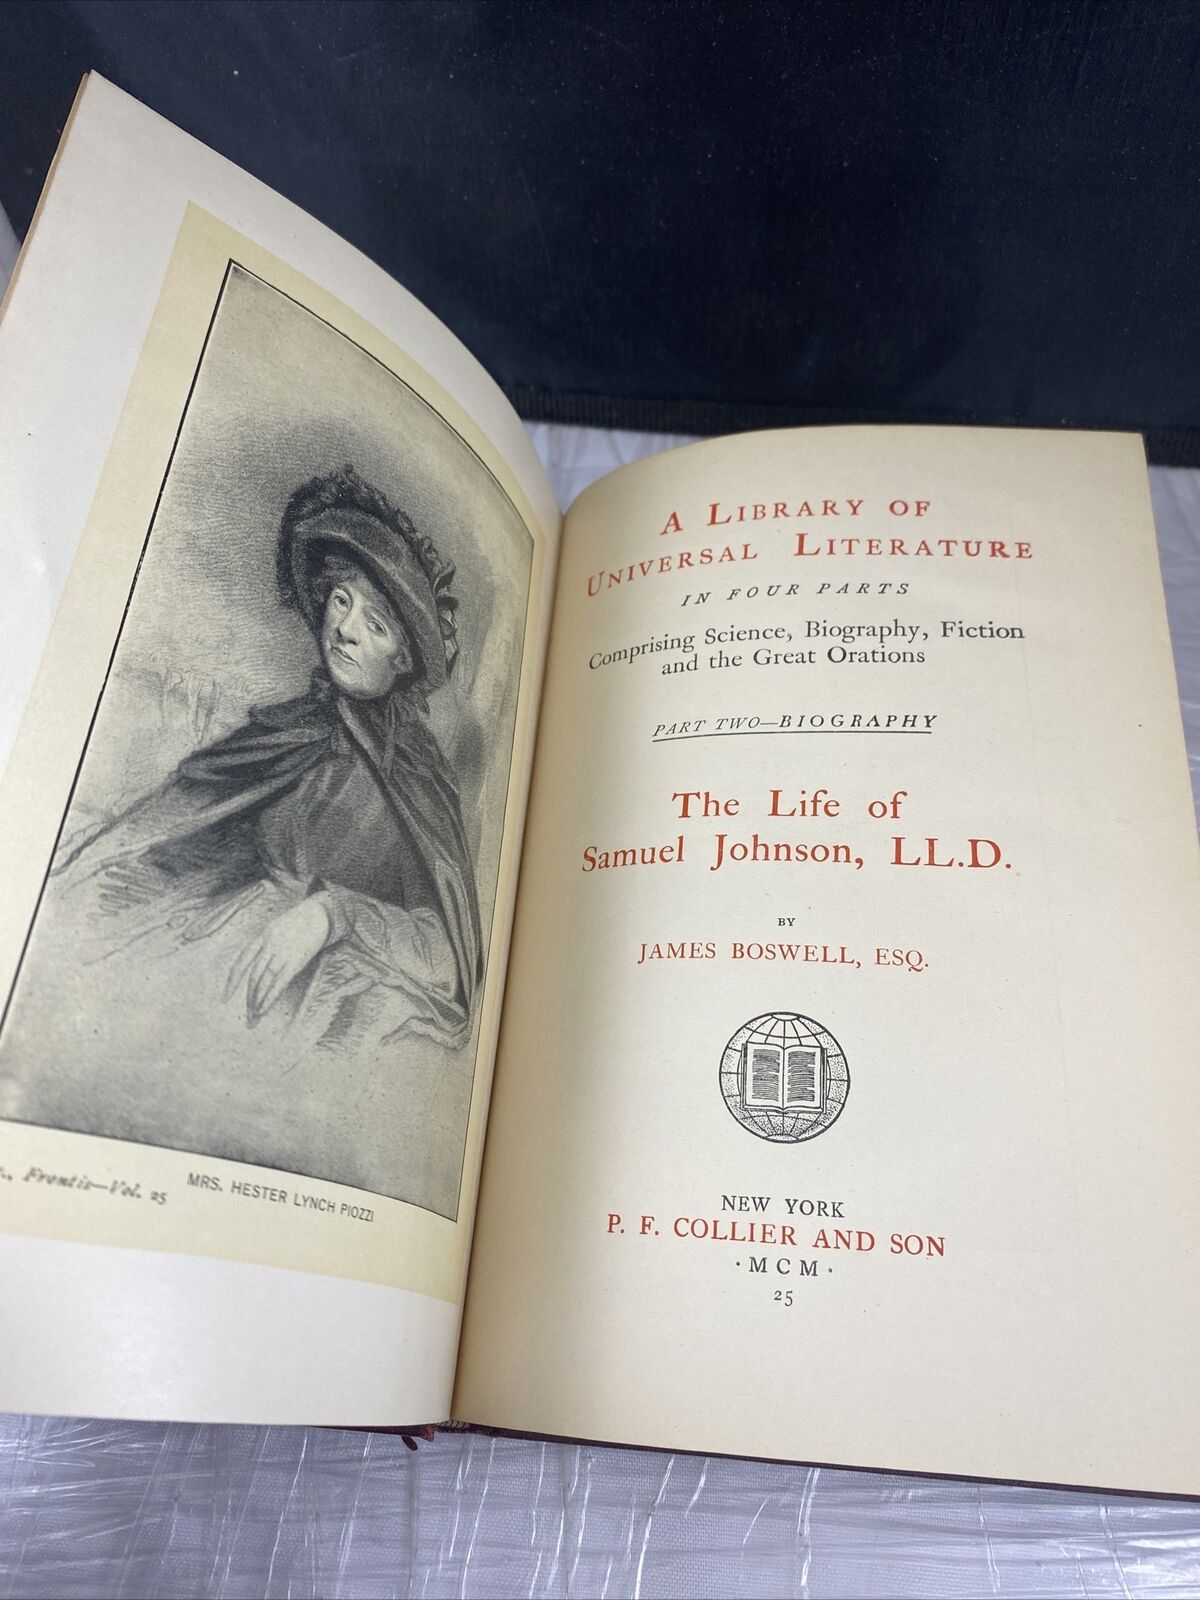 Frontis—Vol. 25
MRS. HESTER LYNCH PIOZZI
A LIBRARY OF
UNIVERSAL LITERATURE
IN FOUR PARTS
Comprising Science, Biography, Fiction
and the Great Orations
PART TWO—BIOGRAPHY
The Life of
Samuel Johnson, LL.D.
BY
JAMES BOSWELL, ESQ.
NEW YORK
P. F. COLLIER AND SON
·MCM·
25